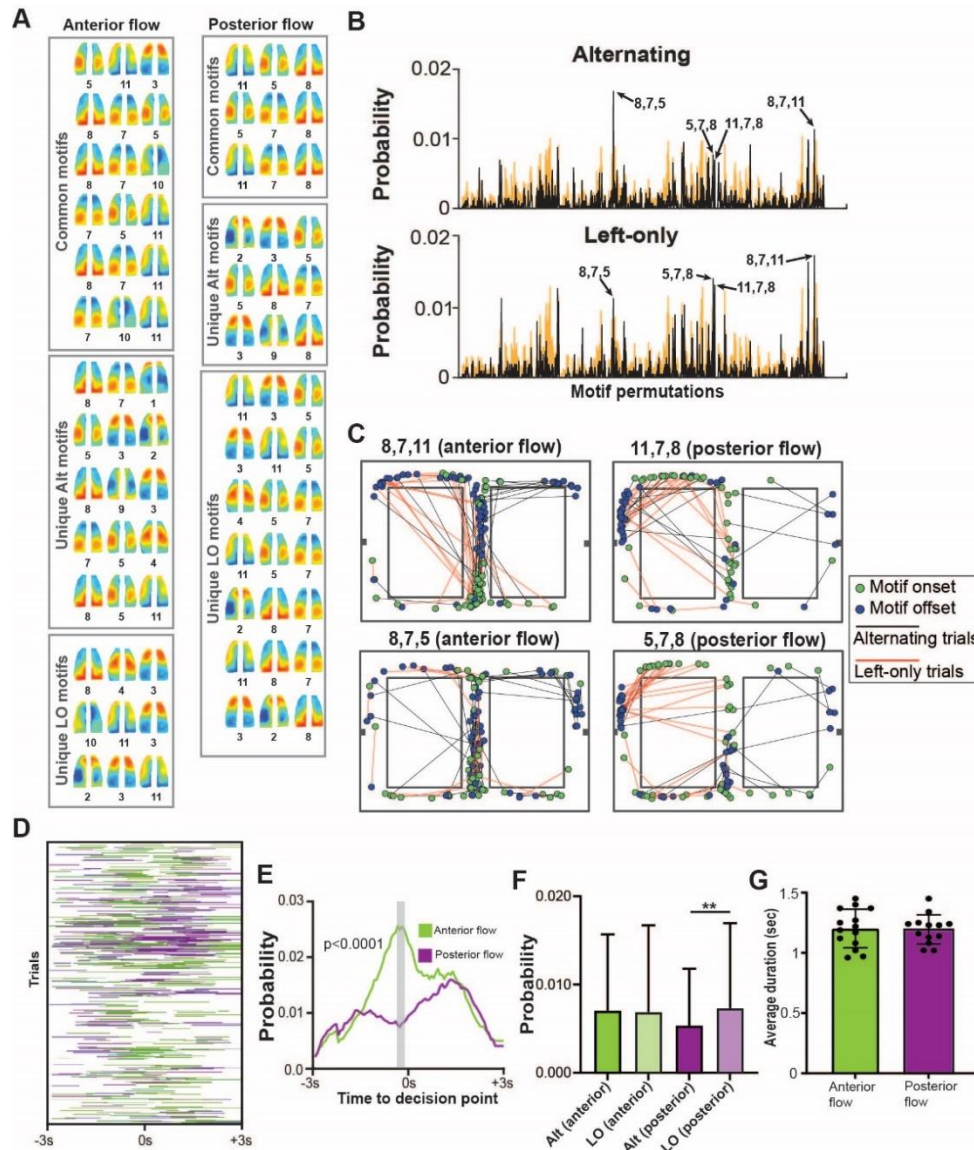 A
Anterior flow
Posterior flow
Common motifs
5 11 3
8 7 5
8 7 10
7 5 11
8 7 11
7 10 11
Unique Alt motifs
8 7 1
5 3 2
8 9 3
7 5 4
8 5 11
Unique LO motifs
8 4 3
10 11 3
2 3 11
Common motifs
11 5 8
5 7 8
11 7 8
Unique Alt motifs
2 3 5
5 8 7
3 9 8
Unique LO motifs
11 3 5
3 11 5
4 5 7
11 5 7
2 8 7
11 8 7
3 2 8
B
Alternating
Probability
0.02
0.01
0
8,7,5
5,7,8
11,7,8
8,7,11
Left-only
Probability
0.02
0.01
0
8,7,5
5,7,8
11,7,8
8,7,11
Motif permutations
C
8,7,11 (anterior flow)
11,7,8 (posterior flow)
8,7,5 (anterior flow)
5,7,8 (posterior flow)
Motif onset
Motif offset
Alternating trials
Left-only trials
D
Trials
-3s 0s +3s
E
Probability
0.03
0.01
0.01
0.0
p<0.0001
Anterior flow
Posterior flow
-3s 0s +3s
Time to decision point
F
Probability
0.020
0.010
0.000
**
Alt (anterior)
LO (anterior)
Alt (posterior)
LO (posterior)
G
Average duration (sec)
1.5
1
0.5
0
Anterior
flow
Posterior
flow